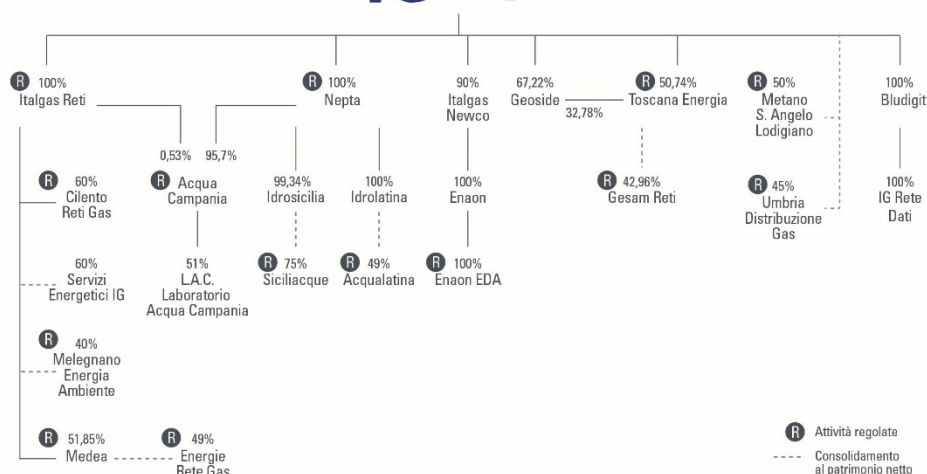 R 100%
Italgas Reti
R 100%
Nepta
90%
Italgas
Newco
67,22%
Geoside
32,78%
R 50,74%
Toscana Energia
R 50%
Metano
S. Angelo
Lodigiano
100%
Bludigit
0,53%
95,7%
R 60%
Cilento
Reti Gas
R Acqua
Campania
99,34%
Idrosicilia
100%
Idrolatina
100%
Enaon
R 42,96%
Gesam Reti
R 45%
Umbria
Distribuzione
Gas
100%
IG Rete
Dati
60%
Servizi
Energetici IG
51%
L.A.C.
Laboratorio
Acqua Campania
R 75%
Siciliacque
R 49%
Acqualatina
R 100%
Enaon EDA
R 40%
Melegnano
Energia
Ambiente
R 51,85%
Medea
R 49%
Energie
Rete Gas
R Attività regolate
Consolidamento
al patrimonio netto